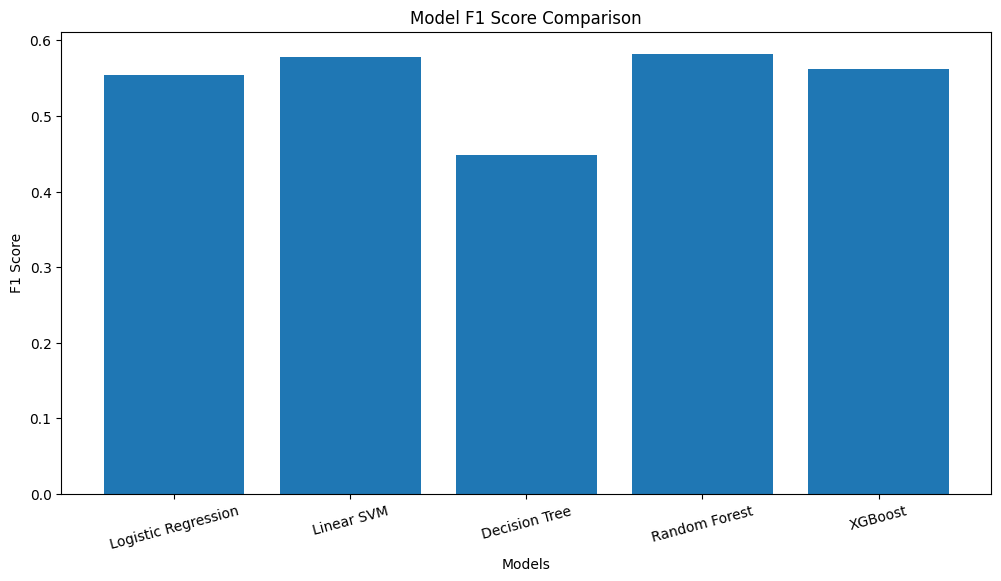 Model F1 Score Comparison
F1 Score
0.6
0.5
0.4
0.3
0.2
0.1
0.0
Logistic Regression
Linear SVM
Decision Tree
Random Forest
XGBoost
Models